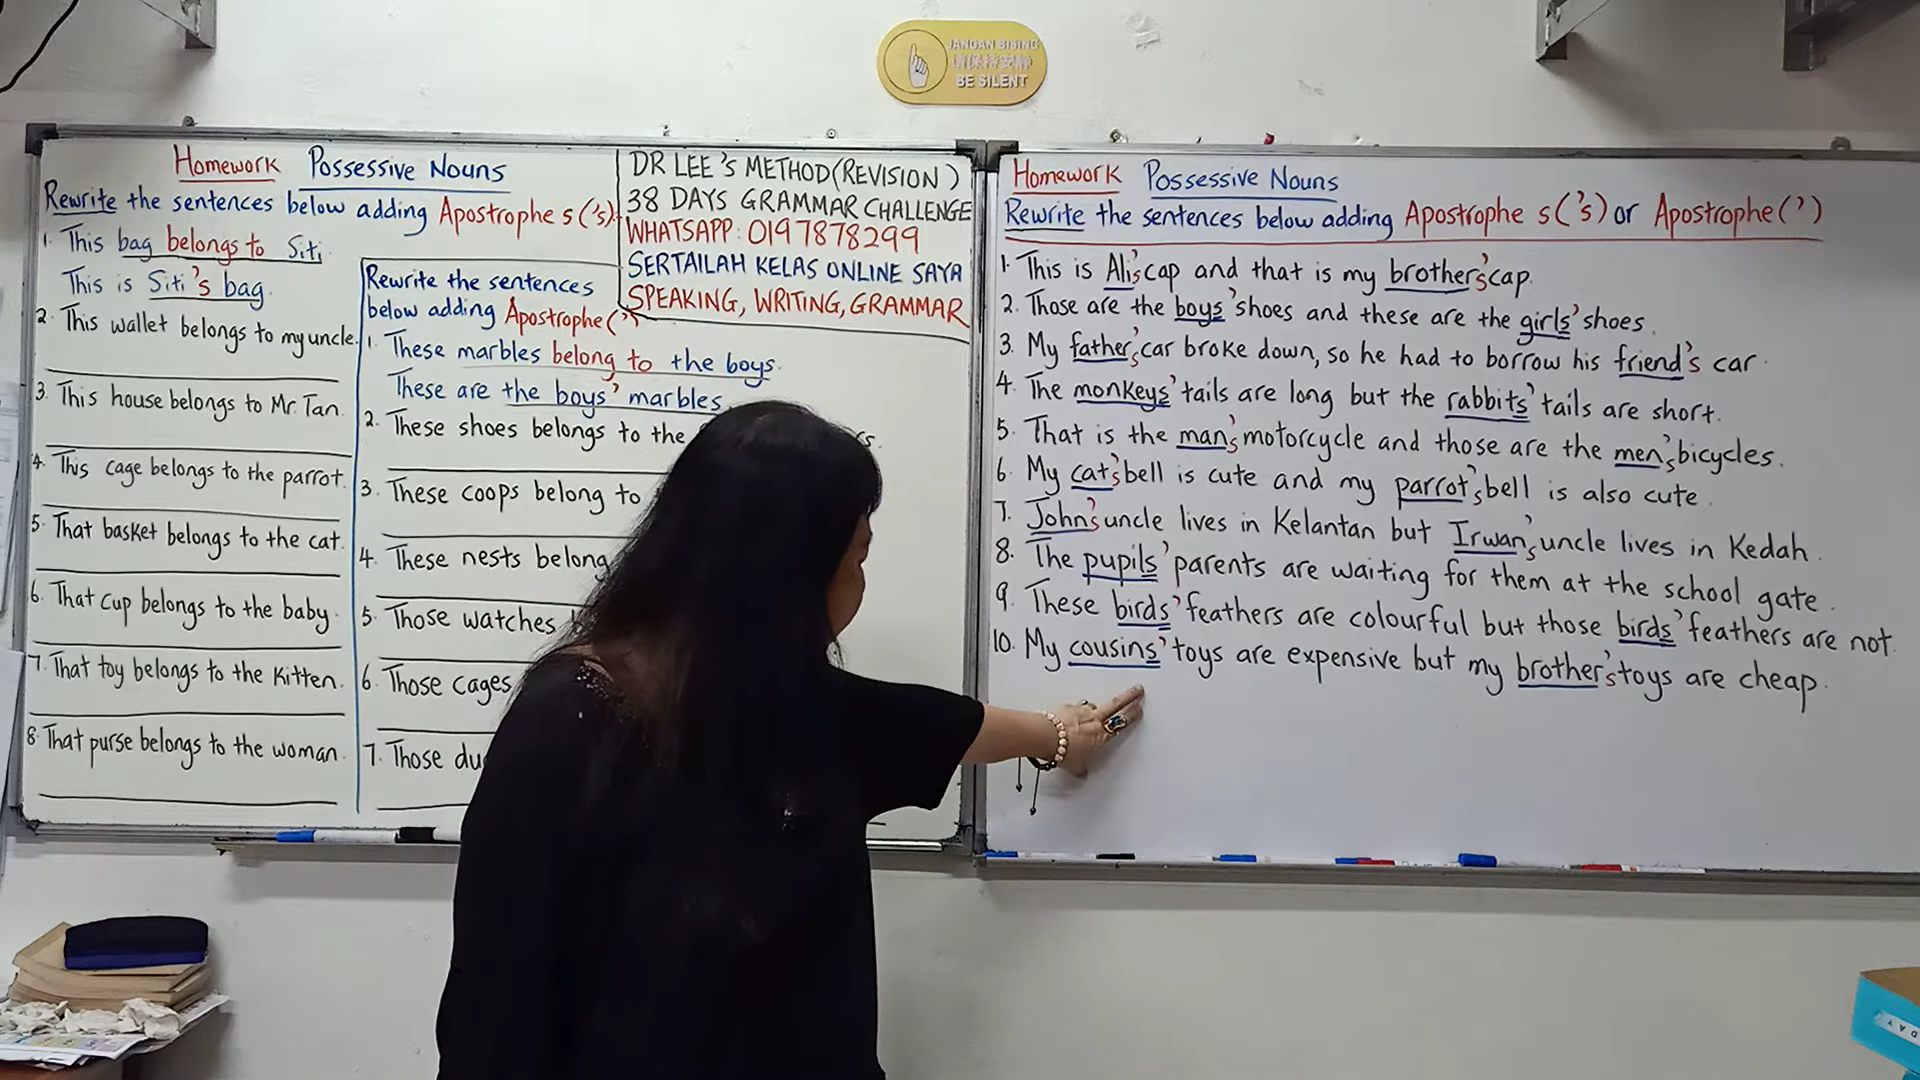 JANGAN BISING
请保持安静
BE SILENT
Homework Possessive Nouns
Rewrite the sentences below adding Apostrophe s ('s).
1. This bag belongs to Siti
This is Siti's bag.
2. This wallet belongs to my uncle.
3. This house belongs to Mr. Tan.
4. This cage belongs to the parrot.
5. That basket belongs to the cat.
6. That cup belongs to the baby.
7. That toy belongs to the kitten.
8. That purse belongs to the woman.
Rewrite the sentences
below adding Apostrophe(')
1. These marbles belong to the boys.
These are the boys' marbles.
2. These shoes belongs to the
3. These coops belong to
4. These nests belong
5. Those watches
6. Those cages
7. Those
DR LEE'S METHOD (REVISION)
38 DAYS GRAMMAR CHALLENGE
WHATSAPP: 0197878299
SERTAILAH KELAS ONLINE SAYA
SPEAKING, WRITING, GRAMMAR
Homework Possessive Nouns
Rewrite the sentences below adding Apostrophe s ('s) or Apostrophe (')
1. This is Ali's cap and that is my brother's cap.
2. Those are the boys' shoes and these are the girls' shoes.
3. My father's car broke down, so he had to borrow his friend's car.
4. The monkeys' tails are long but the rabbits' tails are short.
5. That is the man's motorcycle and those are the men's bicycles.
6. My cat's bell is cute and my parrot's bell is also cute.
7. John's uncle lives in Kelantan but Irwan's uncle lives in Kedah.
8. The pupils' parents are waiting for them at the school gate.
9. These birds' feathers are colourful but those birds' feathers are not.
10. My cousins' toys are expensive but my brother's toys are cheap.